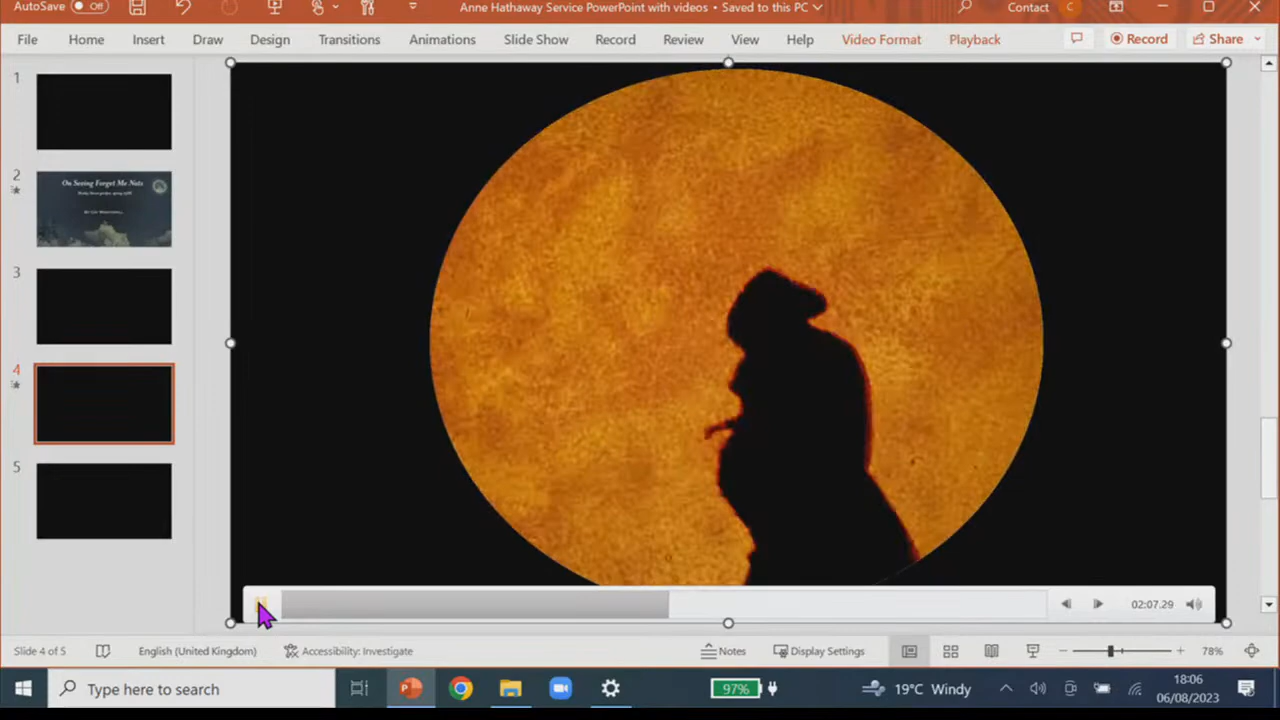 AutoSave Off Anne Hathaway Service PowerPoint with videos • Saved to this PC Contact C
File Home Insert Draw Design Transitions Animations Slide Show Record Review View Help Video Format Playback Record Share
1
2
On Seeing Forget Me Nots
3
4
5
02:07.29
Slide 4 of 5 English (United Kingdom) Accessibility: Investigate Notes Display Settings 78%
Type here to search 97% 19°C Windy 18:06
06/08/2023